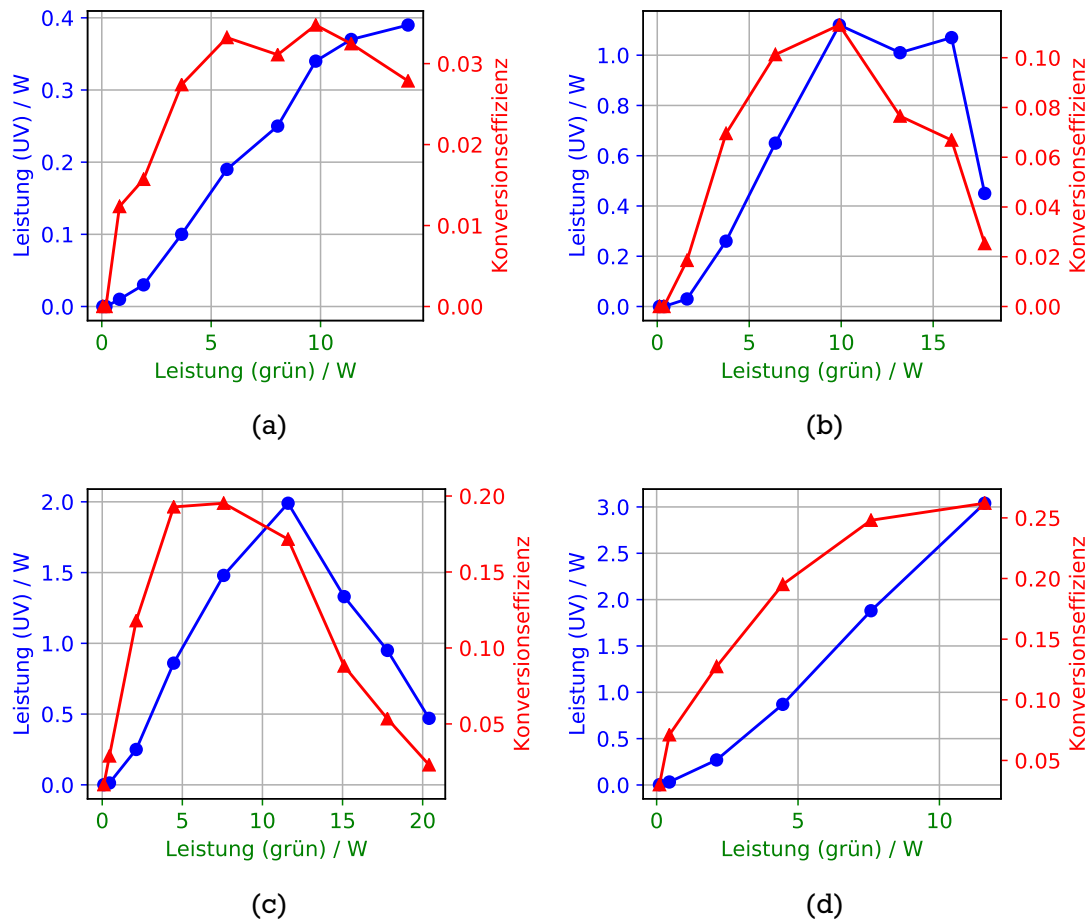 0.4
0.3
0.2
0.1
0.0
Leistung (UV) / W
0.03
0.02
0.01
0.00
Konversionseffizienz
0 5 10
Leistung (grün) / W
(a)
1.0
0.8
0.6
0.4
0.2
0.0
Leistung (UV) / W
0.10
0.08
0.06
0.04
0.02
0.00
Konversionseffizienz
0 5 10 15
Leistung (grün) / W
(b)
2.0
1.5
1.0
0.5
0.0
Leistung (UV) / W
0.20
0.15
0.10
0.05
Konversionseffizienz
0 5 10 15 20
Leistung (grün) / W
(c)
3.0
2.5
2.0
1.5
1.0
0.5
0.0
Leistung (UV) / W
0.25
0.20
0.15
0.10
0.05
Konversionseffizienz
0 5 10
Leistung (grün) / W
(d)